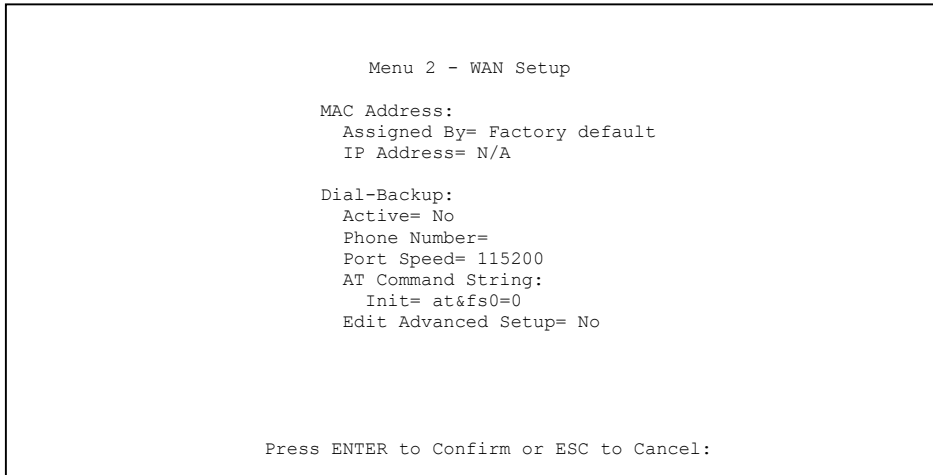 Menu 2 - WAN Setup
MAC Address:
Assigned By= Factory default
IP Address= N/A
Dial-Backup:
Active= No
Phone Number=
Port Speed= 115200
AT Command String:
Init= at&fs0=0
Edit Advanced Setup= No
Press ENTER to Confirm or ESC to Cancel: